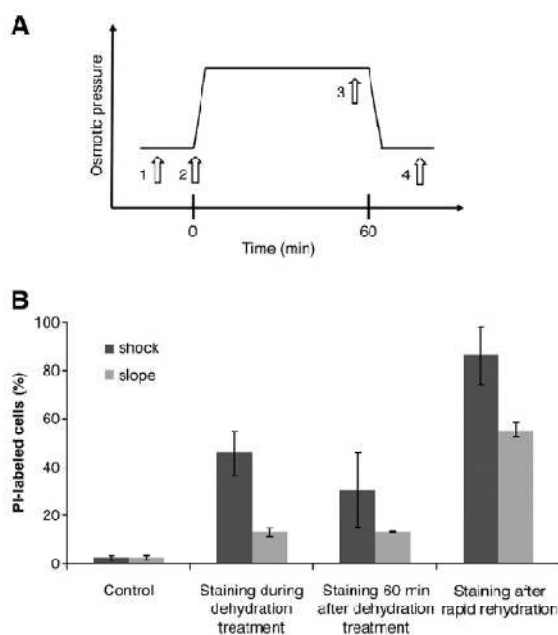 A
Osmotic pressure
1
2
3
4
0
60
Time (min)
B
PI-labeled cells (%)
100
80
60
40
20
0
shock
slope
Control
Staining during
dehydration
treatment
Staining 60 min
after dehydration
treatment
Staining after
rapid rehydration